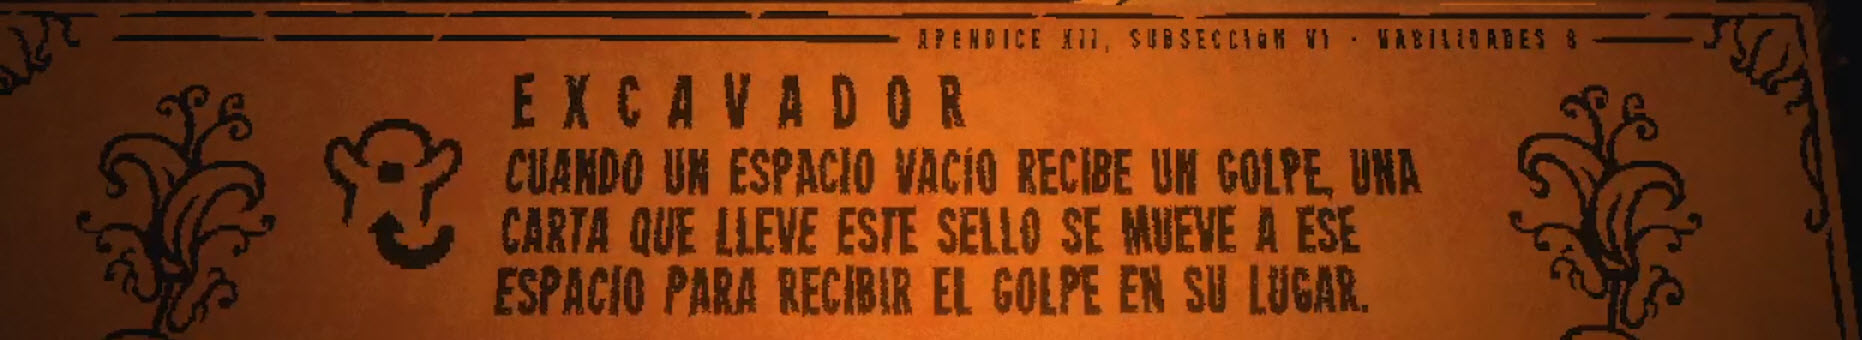 APENDICE XII, SUBSECCION VI - HABILIDADES 8
EXCAVADOR
CUANDO UN ESPACIO VACÍO RECIBE UN GOLPE, UNA
CARTA QUE LLEVE ESTE SELLO SE MUEVE A ESE
ESPACIO PARA RECIBIR EL GOLPE EN SU LUGAR.